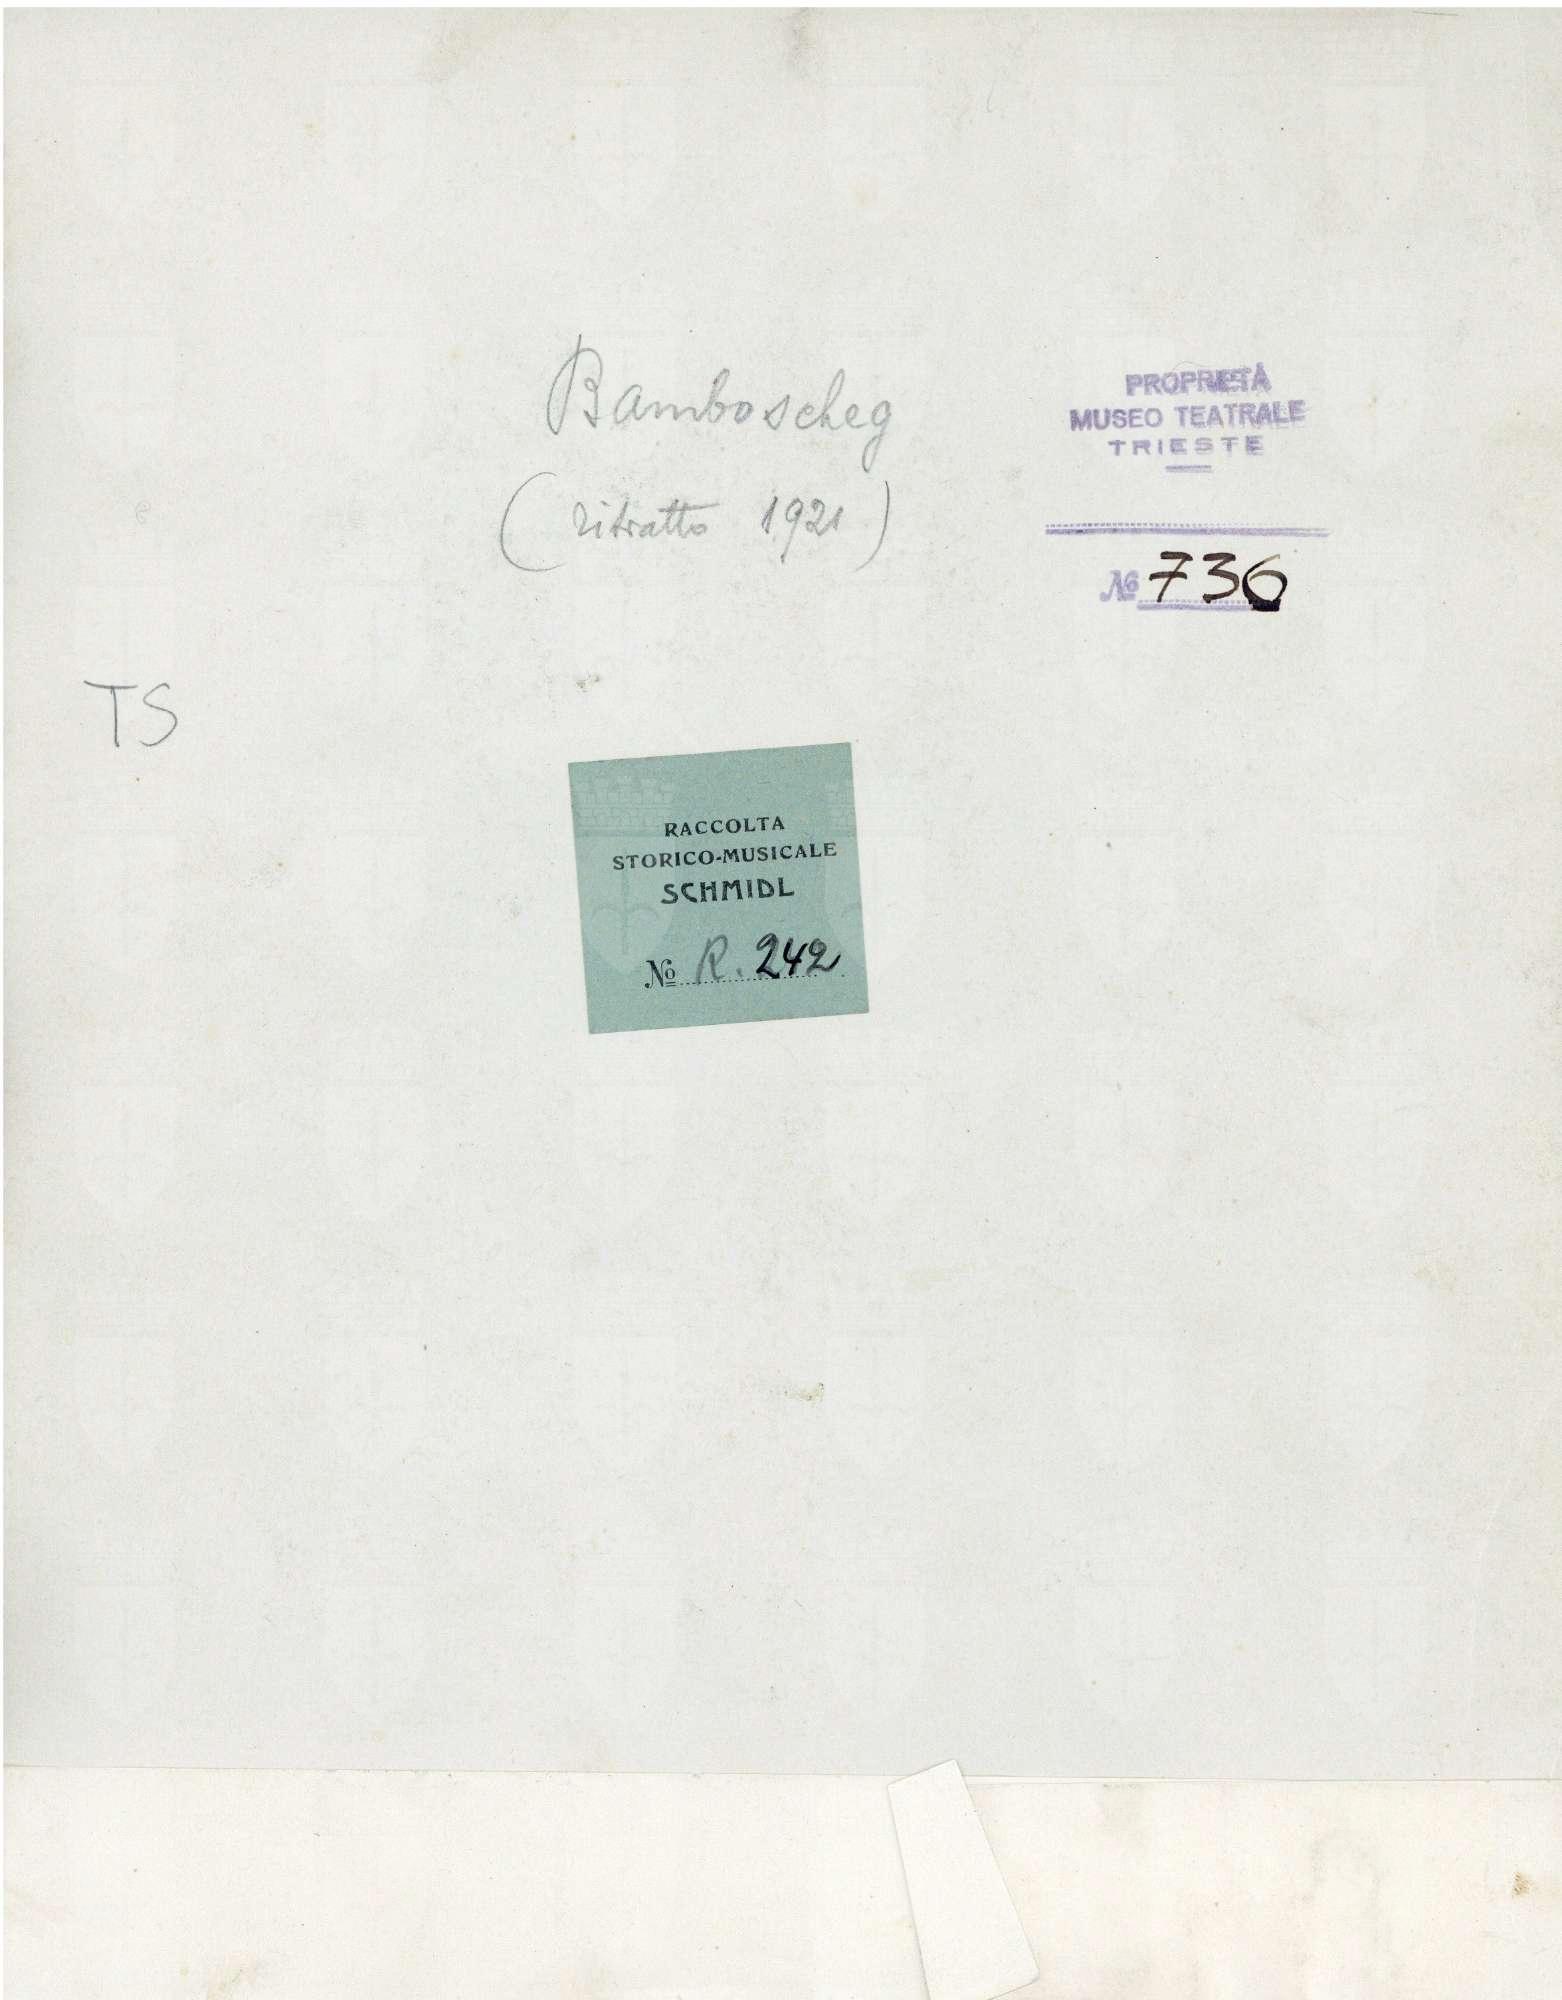 Bamboscheg
(ritratto 1921)
PROPRIETÀ
MUSEO TEATRALE
TRIESTE
No 736
TS
RACCOLTA
STORICO-MUSICALE
SCHMIDL
No R. 242